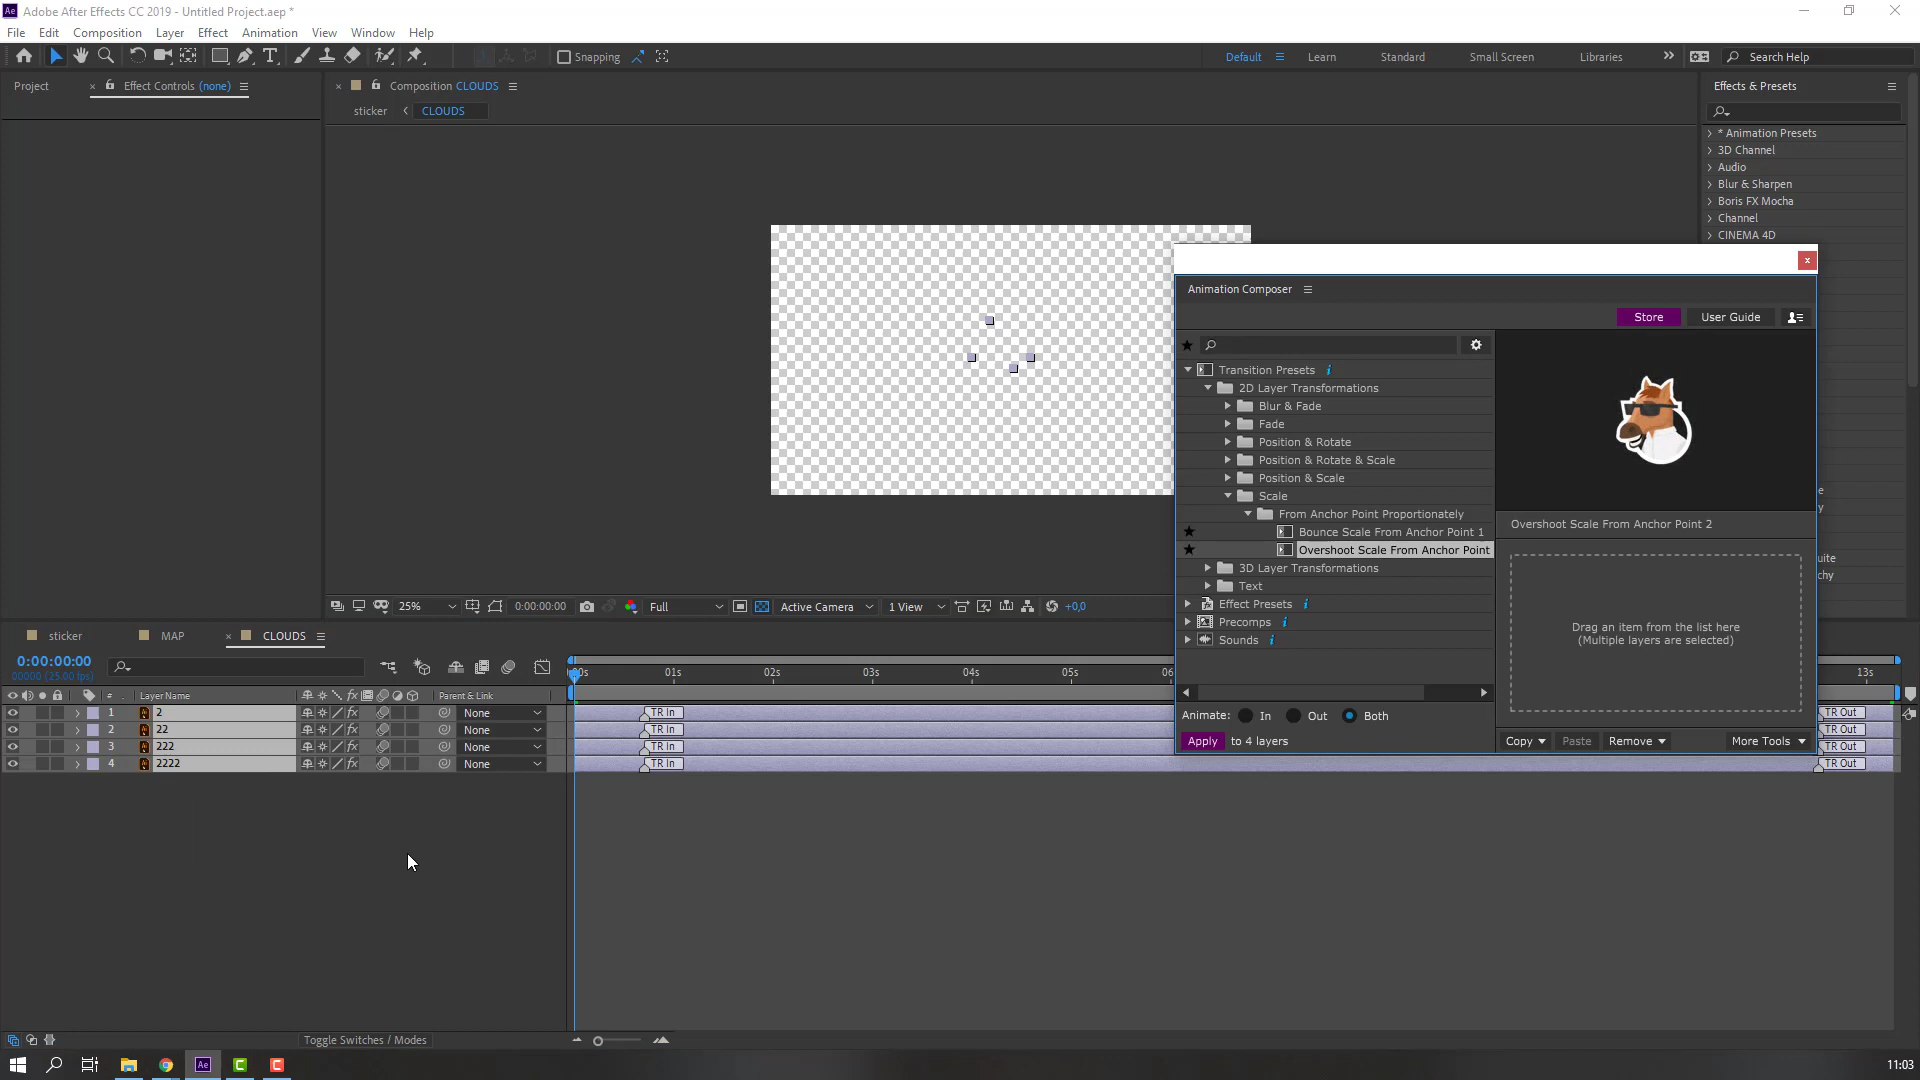 Adobe After Effects CC 2019 - Untitled Project.aep *
File Edit Composition Layer Effect Animation View Window Help
Snapping
Default Learn Standard Small Screen Libraries Search Help
Project Effect Controls (none)
Composition CLOUDS
Effects & Presets
sticker CLOUDS
* Animation Presets
3D Channel
Audio
Blur & Sharpen
Boris FX Mocha
Channel
CINEMA 4D
Animation Composer
Store User Guide
Transition Presets
2D Layer Transformations
Blur & Fade
Fade
Position & Rotate
Position & Rotate & Scale
Position & Scale
Scale
From Anchor Point Proportionately
Bounce Scale From Anchor Point 1
Overshoot Scale From Anchor Point
3D Layer Transformations
Text
Effect Presets
Precomps
Sounds
Overshoot Scale From Anchor Point 2
Drag an item from the list here
(Multiple layers are selected)
Animate: In Out Both
Apply to 4 layers
Copy Paste Remove More Tools
25% 0:00:00:00 Full Active Camera 1 View +0,0
sticker MAP CLOUDS
0:00:00:00
00000 (25.00 fps)
01s 02s 03s 04s 05s 13s
# Layer Name Parent & Link
1 2 None TR In TR Out
2 22 None TR In TR Out
3 222 None TR In TR Out
4 2222 None TR In TR Out
Toggle Switches / Modes
11:03